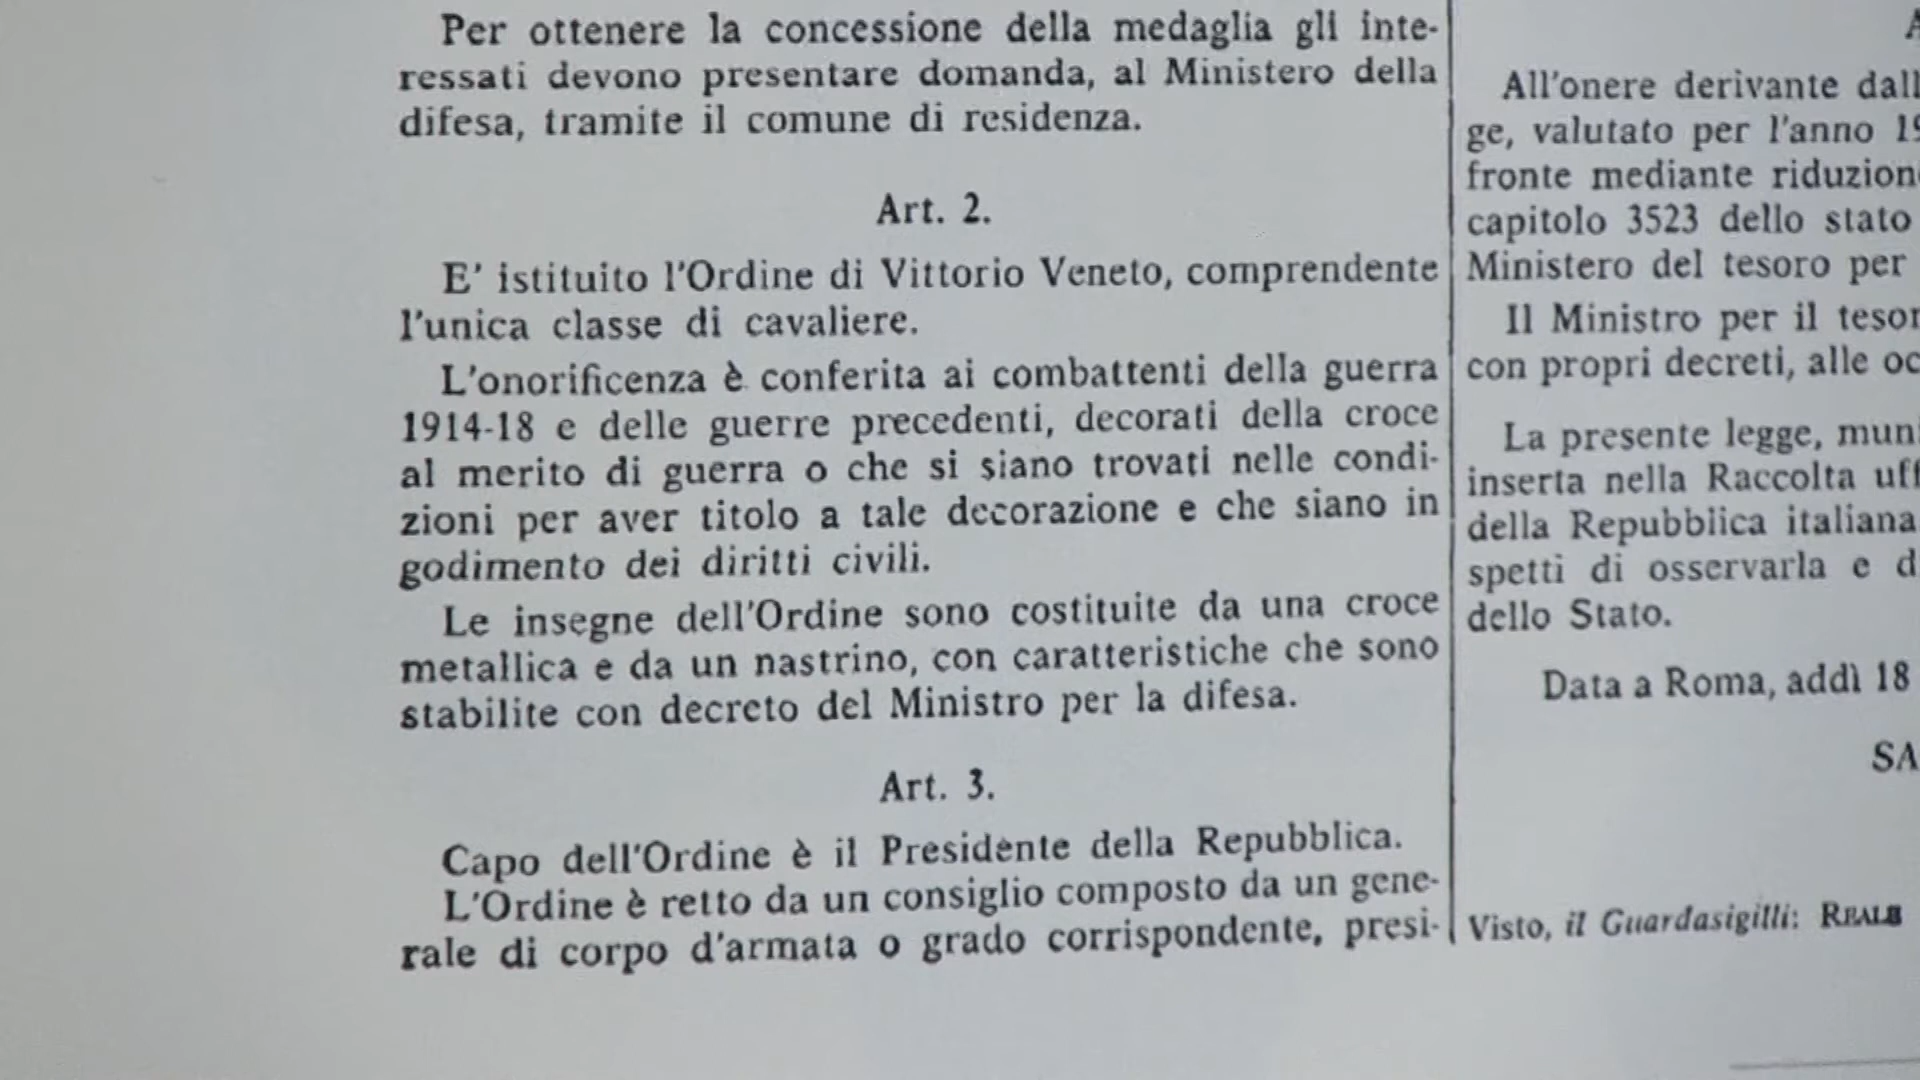 Per ottenere la concessione della medaglia gli inte-
ressati devono presentare domanda, al Ministero della
difesa, tramite il comune di residenza.
Art. 2.
E' istituito l'Ordine di Vittorio Veneto, comprendente
l'unica classe di cavaliere.
L'onorificenza è conferita ai combattenti della guerra
1914-18 e delle guerre precedenti, decorati della croce
al merito di guerra o che si siano trovati nelle condi-
zioni per aver titolo a tale decorazione e che siano in
godimento dei diritti civili.
Le insegne dell'Ordine sono costituite da una croce
metallica e da un nastrino, con caratteristiche che sono
stabilite con decreto del Ministro per la difesa.
Art. 3.
Capo dell'Ordine è il Presidente della Repubblica.
L'Ordine è retto da un consiglio composto da un gene-
rale di corpo d'armata o grado corrispondente, presi-
All'onere derivante dall
ge, valutato per l'anno 19
fronte mediante riduzion
capitolo 3523 dello stato
Ministero del tesoro per
Il Ministro per il tesor
con propri decreti, alle oc
La presente legge, muni
inserta nella Raccolta uff
della Repubblica italiana
spetti di osservarla e d
dello Stato.
Data a Roma, addì 18
SA
Visto, il Guardasigilli: REALE